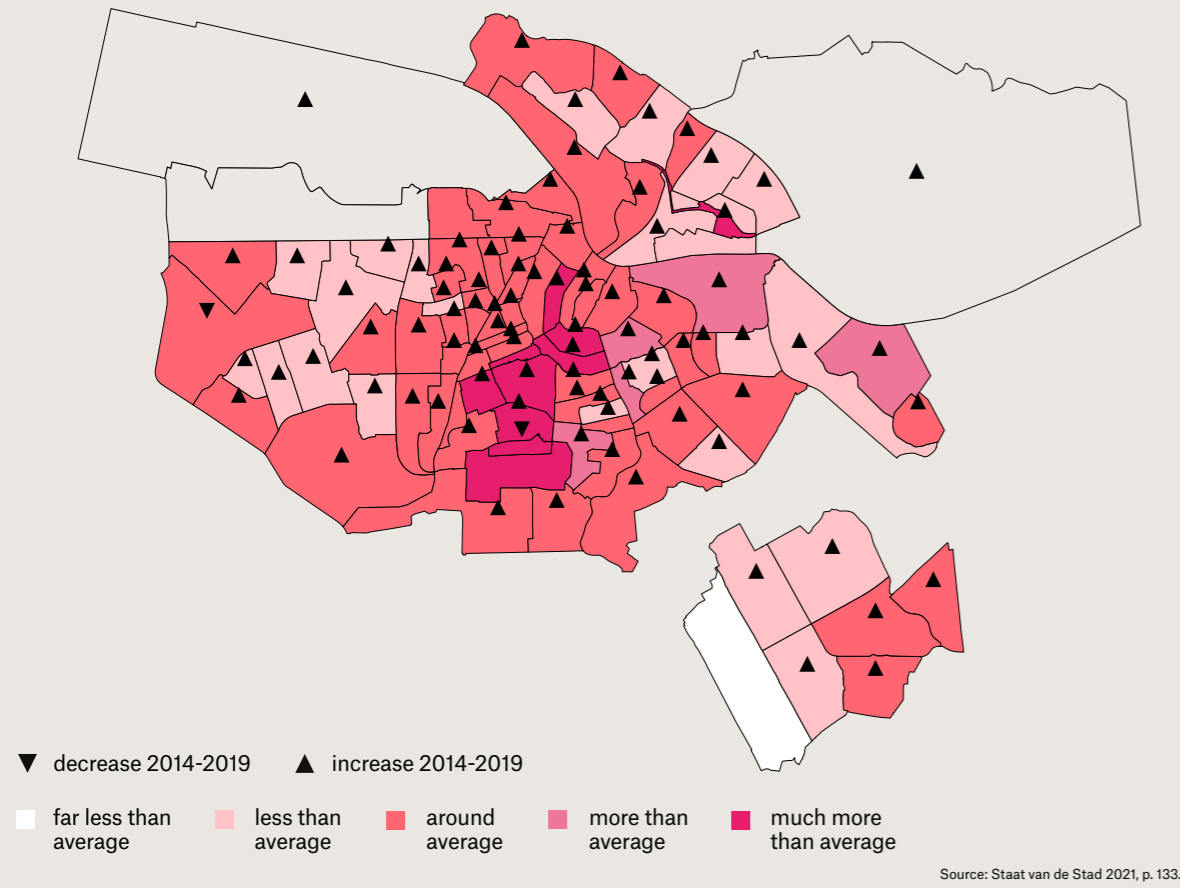 decrease 2014-2019
increase 2014-2019
far less than
average
less than
average
around
average
more than
average
much more
than average
Source: Staat van de Stad 2021, p. 133.